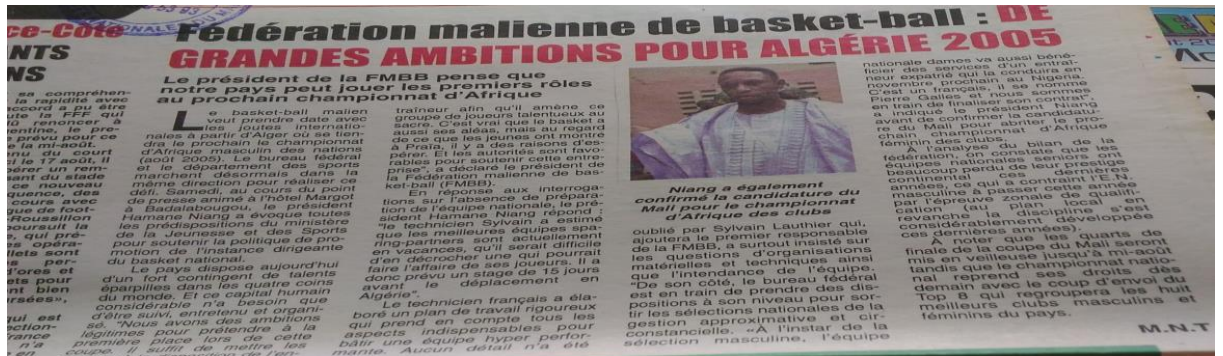 Fédération malienne de basket-ball : DE
GRANDES AMBITIONS POUR ALGÉRIE 2005
Le président de la FMBB pense que
notre pays peut jouer les premiers rôles
au prochain championnat d'Afrique
Le basket-ball malien
veut prendre date avec
les joutes internatio-
nales à partir d'Alger où se tien-
dra le prochain le championnat
d'Afrique masculin des nations
(août 2005). Le bureau fédéral
et le département des sports
marchent désormais dans la
même direction pour réaliser ce
défi. Samedi, au cours du point
de presse animé à l'hôtel Margot
à Badalabougou, le président
Hamane Niang a évoque toutes
les prédispositions du ministère
de la Jeunesse et des Sports
pour soutenir la politique de pro-
motion de l'instance dirigeante
du basket national.
Le pays dispose aujourd'hui
d'un fort contingent de talents
éparpilles dans les quatre coins
du monde. Et ce capital humain
considérable n'a besoin que
d'être suivi, entretenu et organi-
sé. "Nous avons des ambitions
légitimes pour prétendre à la
première place lors de cette
coupe. Il suffit de mettre les
traîneur afin qu'il amène ce
groupe de joueurs talentueux au
sacre. C'est vrai que le basket a
aussi ses aléas, mais au regard
de ce que les jeunes ont montré
à Praïa, il y a des raisons d'es-
pérer. Et les autorités sont favo-
rables pour soutenir cette entre-
prise", a déclaré le président de
la Fédération malienne de bas-
ket-ball (FMBB).
En réponse aux interroga-
tions sur l'absence de prépara-
tion de l'équipe nationale, le pré-
sident Hamane Niang répond :
"le technicien Sylvain a estimé
que les meilleures équipes spa-
ring-partners sont actuellement
en vacances, qu'il serait difficile
d'en décrocher une qui pourrait
faire l'affaire de ses joueurs. Il a
donc prévu un stage de 15 jours
avant le déplacement en
Algérie".
Le technicien français a éla-
boré un plan de travail rigoureux
qui prend en compte tous les
aspects indispensables pour
bâtir une équipe hyper perfor-
mante. Aucun détail n'a été
Niang a également
confirmé la candidature du
Mali pour le championnat
d'Afrique des clubs
oublié par Sylvain Lauthier qui,
ajoutera le premier responsable
de la FMBB, a surtout insisté sur
les questions d'organisations
matérielles et techniques ainsi
que l'intendance de l'équipe.
"De son côté, le bureau fédéral
est en train de prendre des dis-
positions à son niveau pour sor-
tir les sélections nationales de la
gestion approximative et cir-
constancielle. «À l'instar de la
sélection masculine, l'équipe
nationale dames va aussi béné-
ficier des services d'un entraî-
neur expatrié qui la conduira en
novembre prochain au Nigeria.
C'est un français, il se nomme
Pierre Galles et nous sommes
en train de finaliser son contrat",
a indiqué le président Niang
avant de confirmer la candidatu-
re du Mali pour abriter le pro-
chain championnat d'Afrique
féminin des clubs.
À l'analyse du bilan de la
fédération, on constate que les
équipes nationales seniors ont
beaucoup perdu de leur prestige
continental ces dernières
années, ce qui a contraint l'E.N.
masculine à passer cette année
par l'épreuve zonale de qualifi-
cation (au plan local en
revanche la discipline s'est
considérablement développée
ces dernières années).
À noter que les quarts de
finale de la coupe du Mali seront
mis en veilleuse jusqu'à mi-août
tandis que le championnat natio-
nal reprend ses droits dès
demain avec le coup d'envoi du
Top 8 qui regroupera les huit
meilleurs clubs masculins et
féminins du pays.
M.N.T